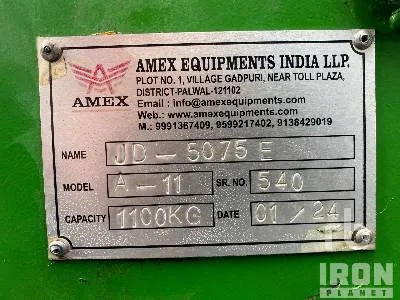 AMEX EQUIPMENTS INDIA LLP.
PLOT NO. 1, VILLAGE GADPURI, NEAR TOLL PLAZA,
DISTRICT-PALWAL-121102
Email : info@amexequipments.com
Web.: www.amexequipments.com
M.: 9991367409, 9599217402, 9138429019
AMEX
NAME JD-5075 E
MODEL A-11 SR. NO. 540
CAPACITY 1100KG DATE 01/24
IRON
PLANET